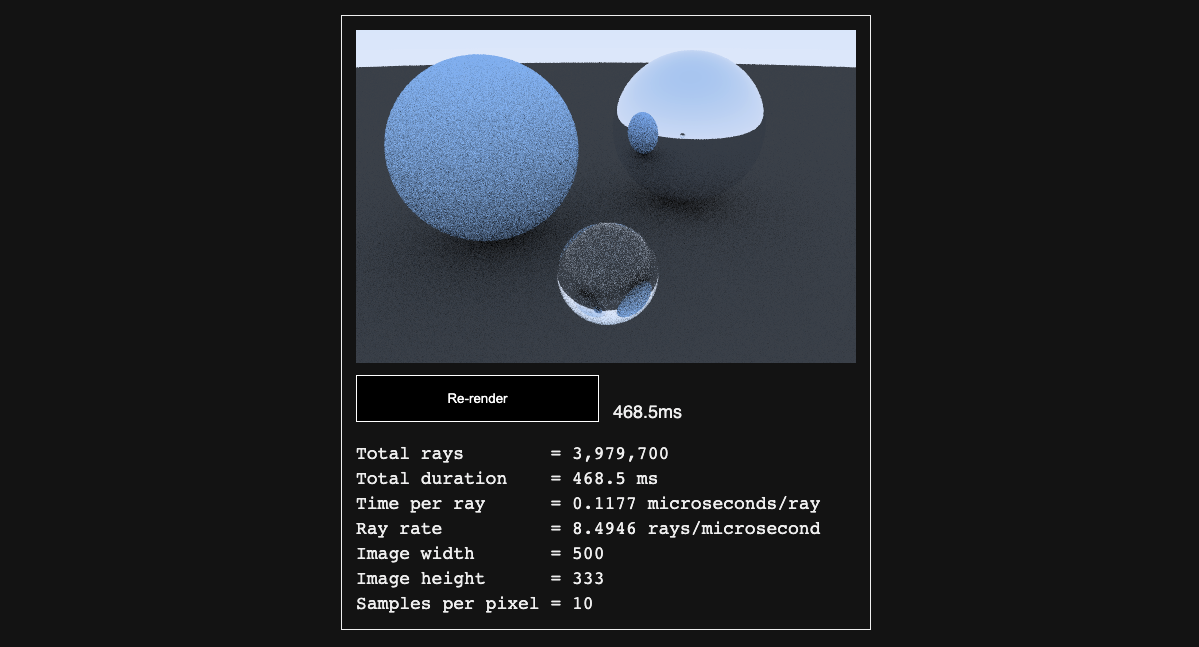 Re-render
468.5ms
Total rays = 3,979,700
Total duration = 468.5 ms
Time per ray = 0.1177 microseconds/ray
Ray rate = 8.4946 rays/microsecond
Image width = 500
Image height = 333
Samples per pixel = 10